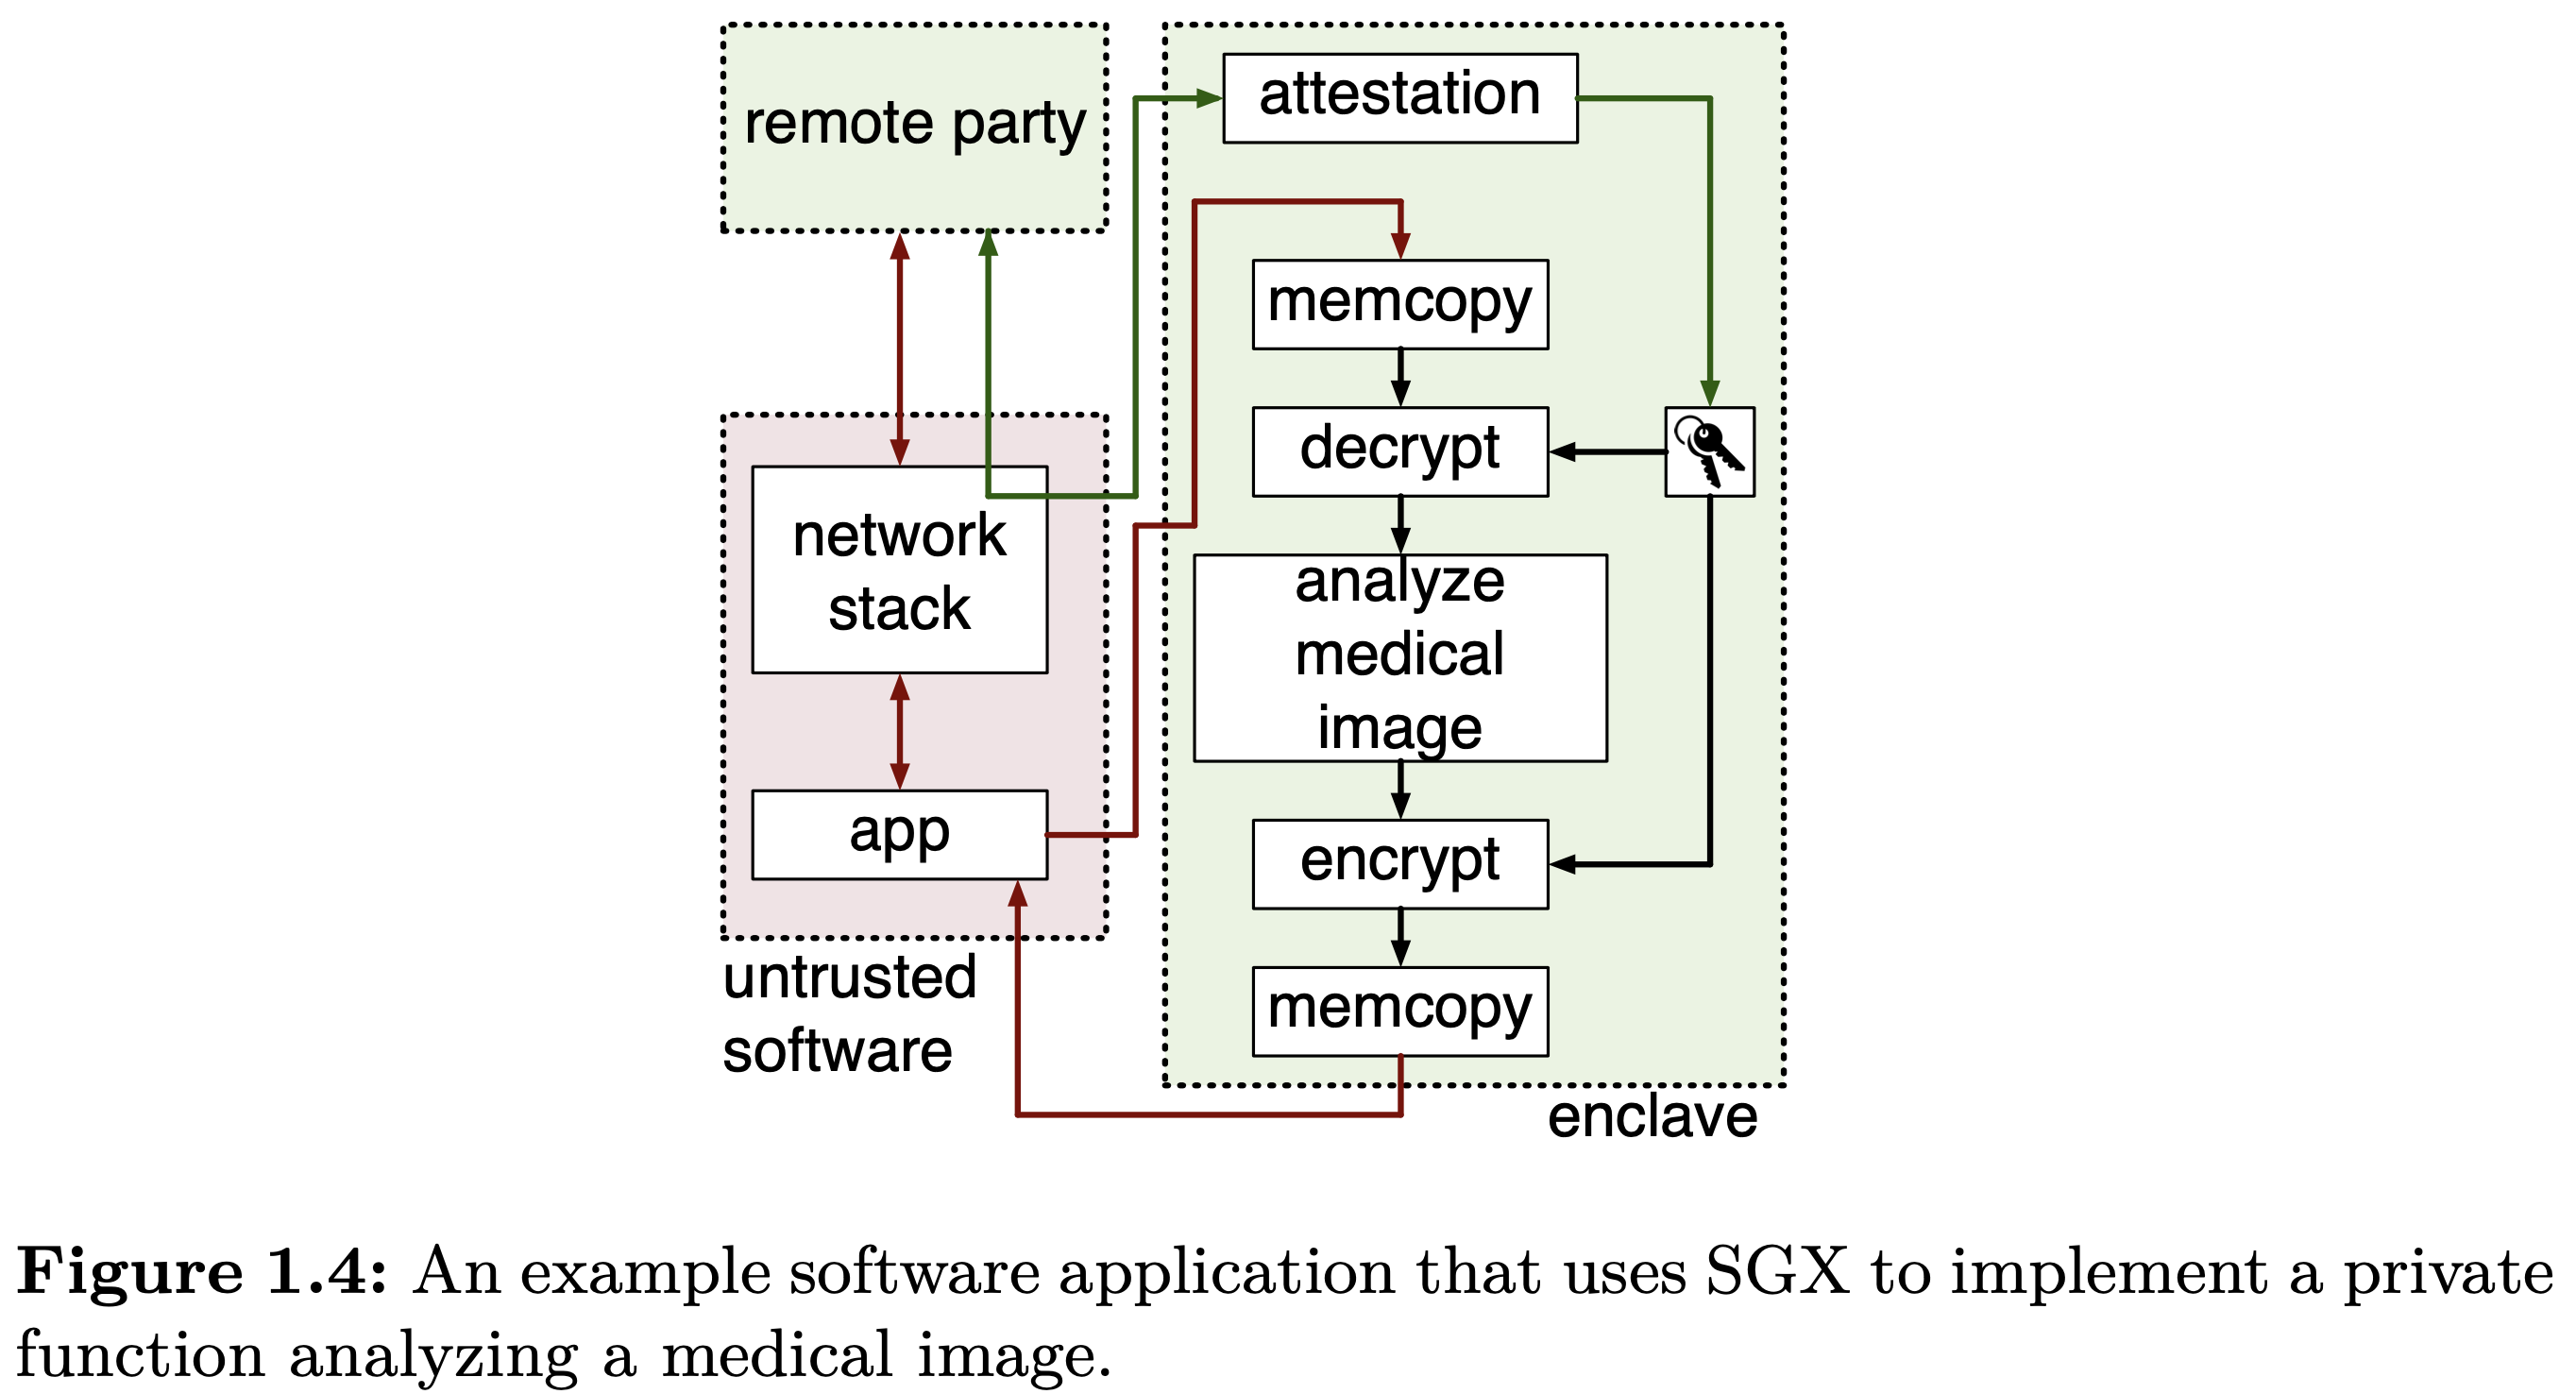 remote party
attestation
memcopy
decrypt
network
stack
analyze
medical
image
app
encrypt
untrusted
software
memcopy
enclave
Figure 1.4: An example software application that uses SGX to implement a private
function analyzing a medical image.